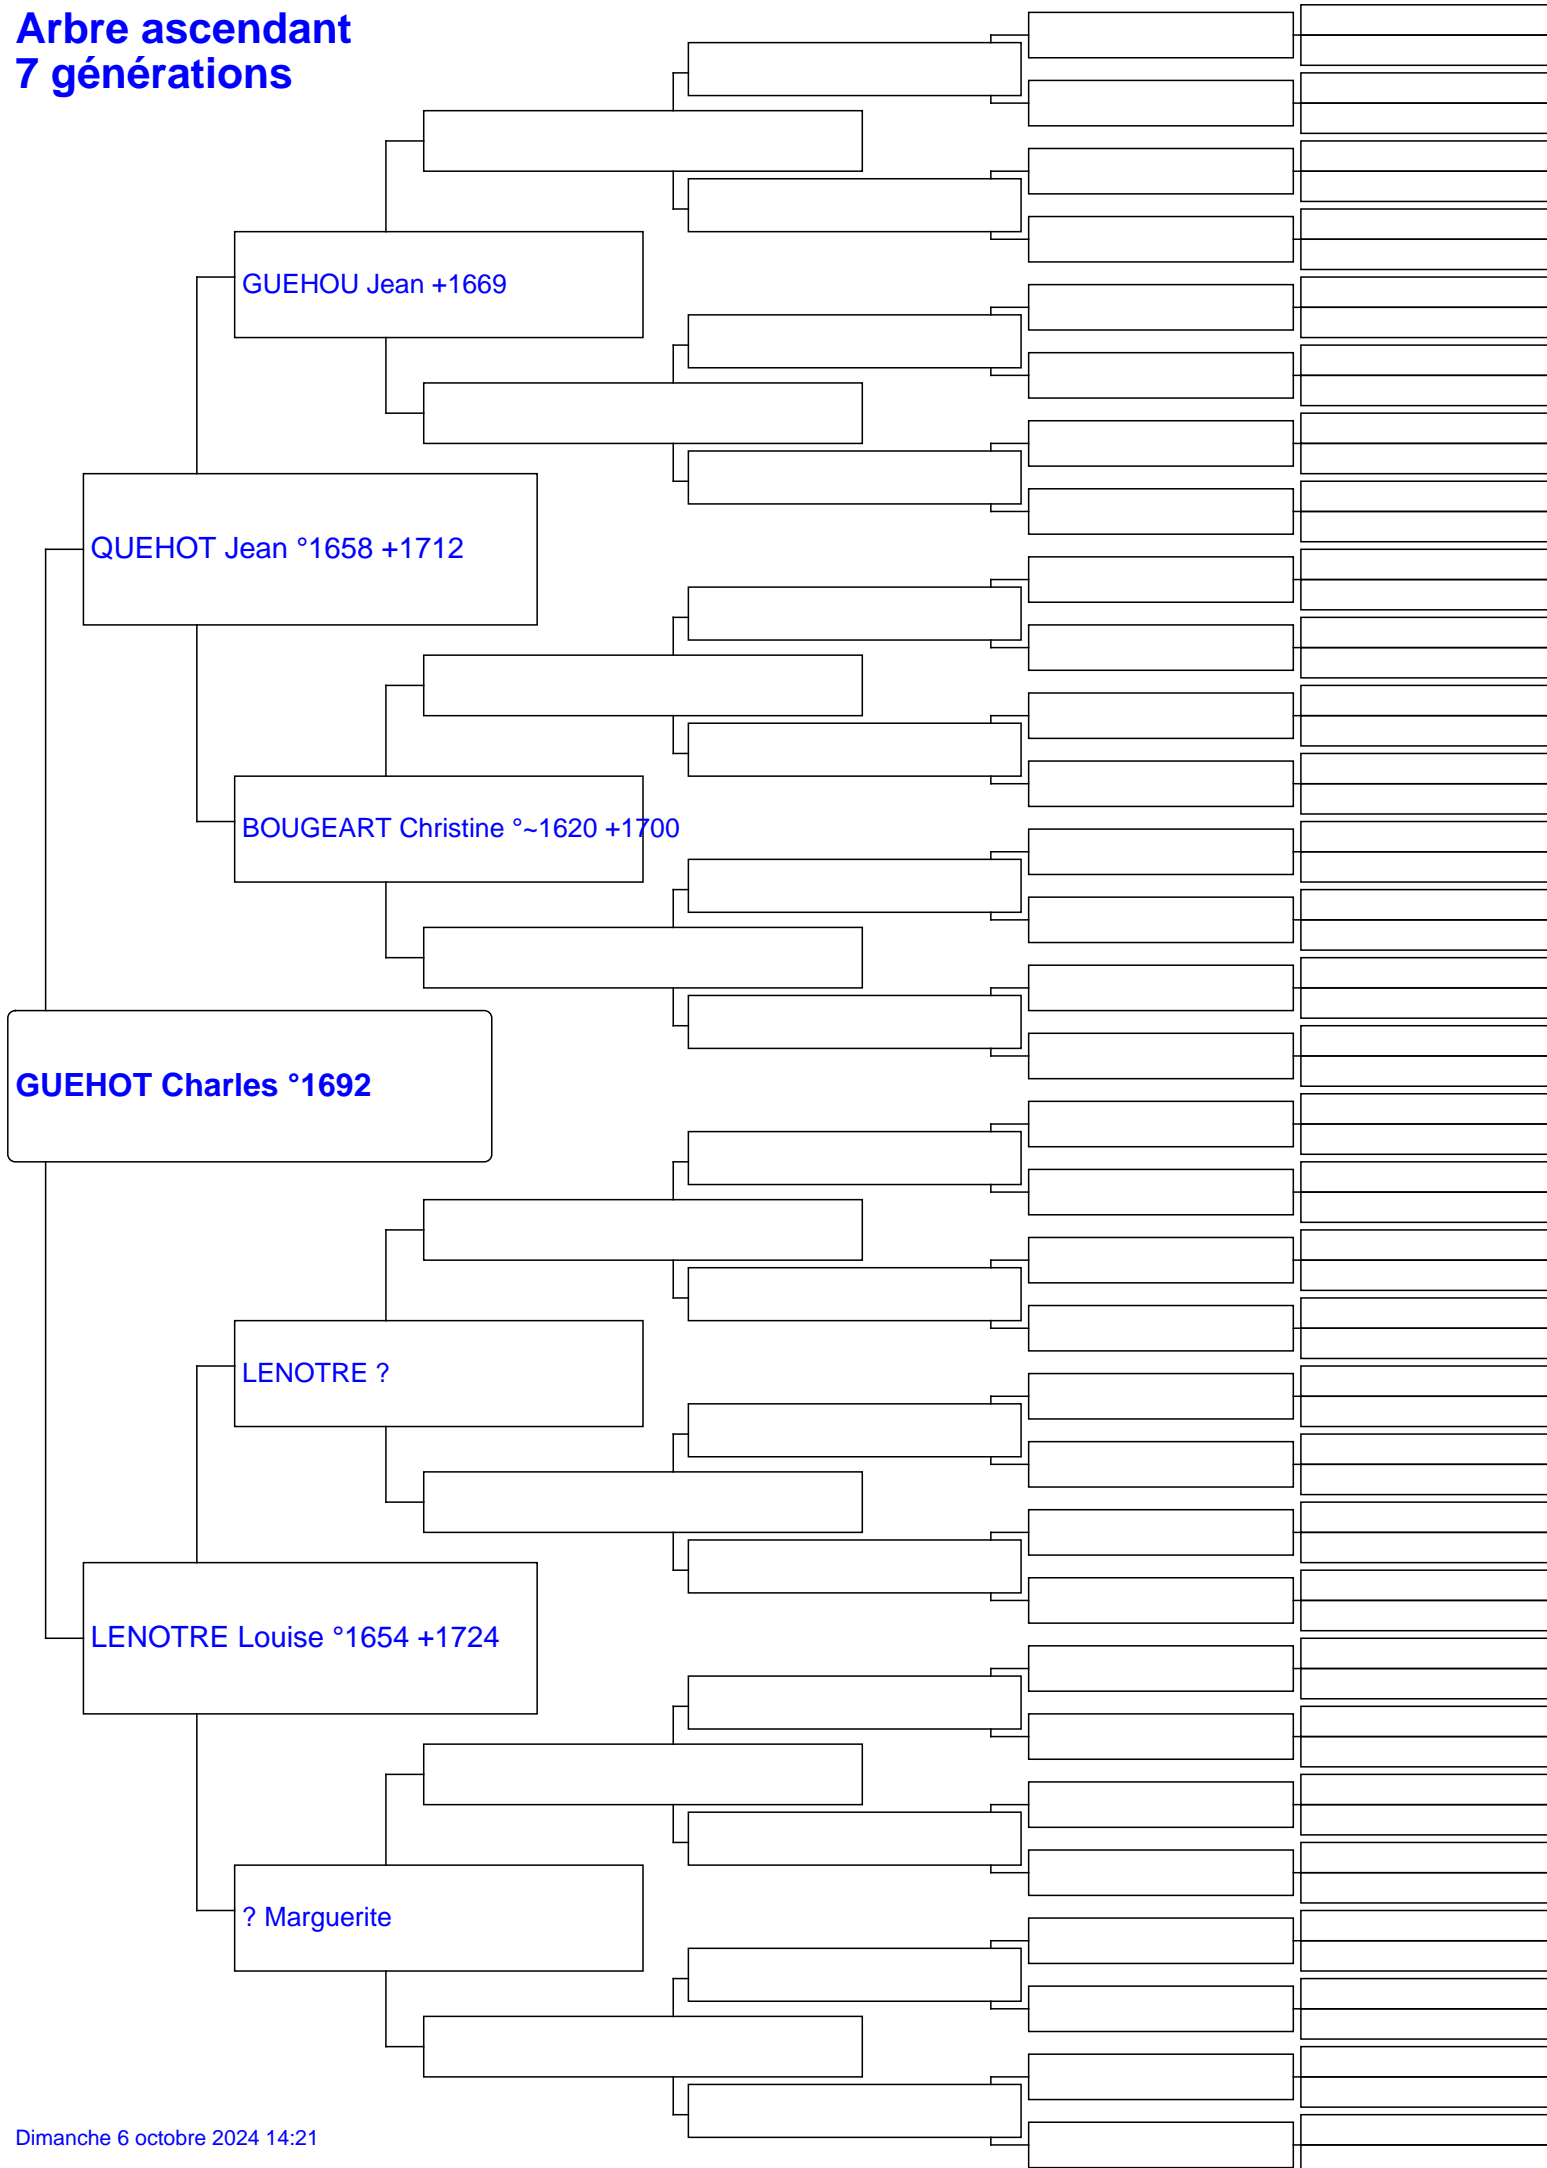 Arbre ascendant
7 générations
GUEHOU Jean +1669
QUEHOT Jean °1658 +1712
BOUGEART Christine °~1620 +1700
GUEHOT Charles °1692
LENOTRE ?
LENOTRE Louise °1654 +1724
? Marguerite
Dimanche 6 octobre 2024 14:21